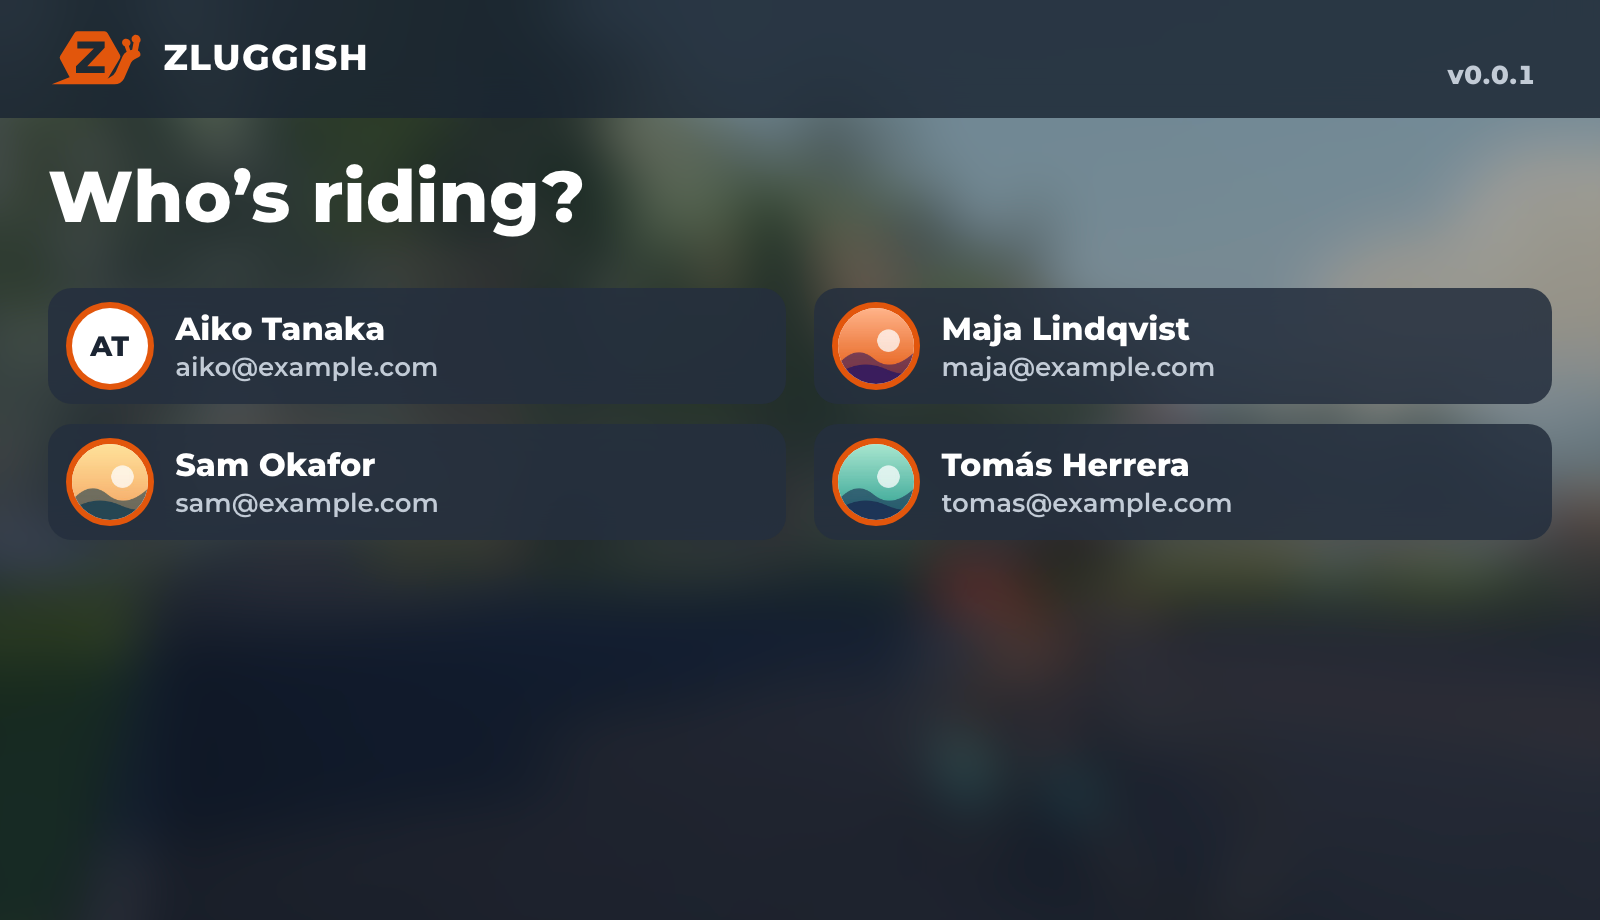 Z ZLUGGISH
v0.0.1
Who’s riding?
AT
Aiko Tanaka
aiko@example.com
Maja Lindqvist
maja@example.com
Sam Okafor
sam@example.com
Tomás Herrera
tomas@example.com